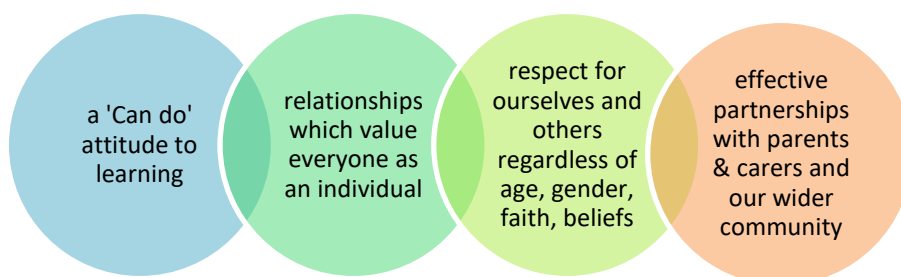 a 'Can do'
attitude to
learning
relationships
which value
everyone as
an individual
respect for
ourselves and
others
regardless of
age, gender,
faith, beliefs
effective
partnerships
with parents
& carers and
our wider
community